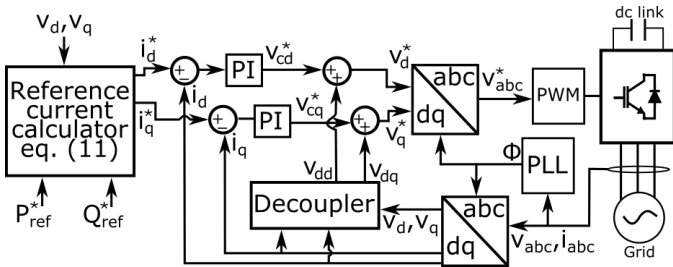 v_d,v_q
i_d^*
Reference
current
calculator
eq. (11)
i_q^*
P_ref^*
Q_ref^*
+
-
i_d
PI
v_cd^*
+
+
v_d^*
+
-
i_q
PI
v_cq^*
+
+
v_q^*
abc
dq
v_abc^*
PWM
dc link
v_dd
v_dq
Decoupler
v_d,v_q
Φ
PLL
abc
dq
v_abc,i_abc
Grid